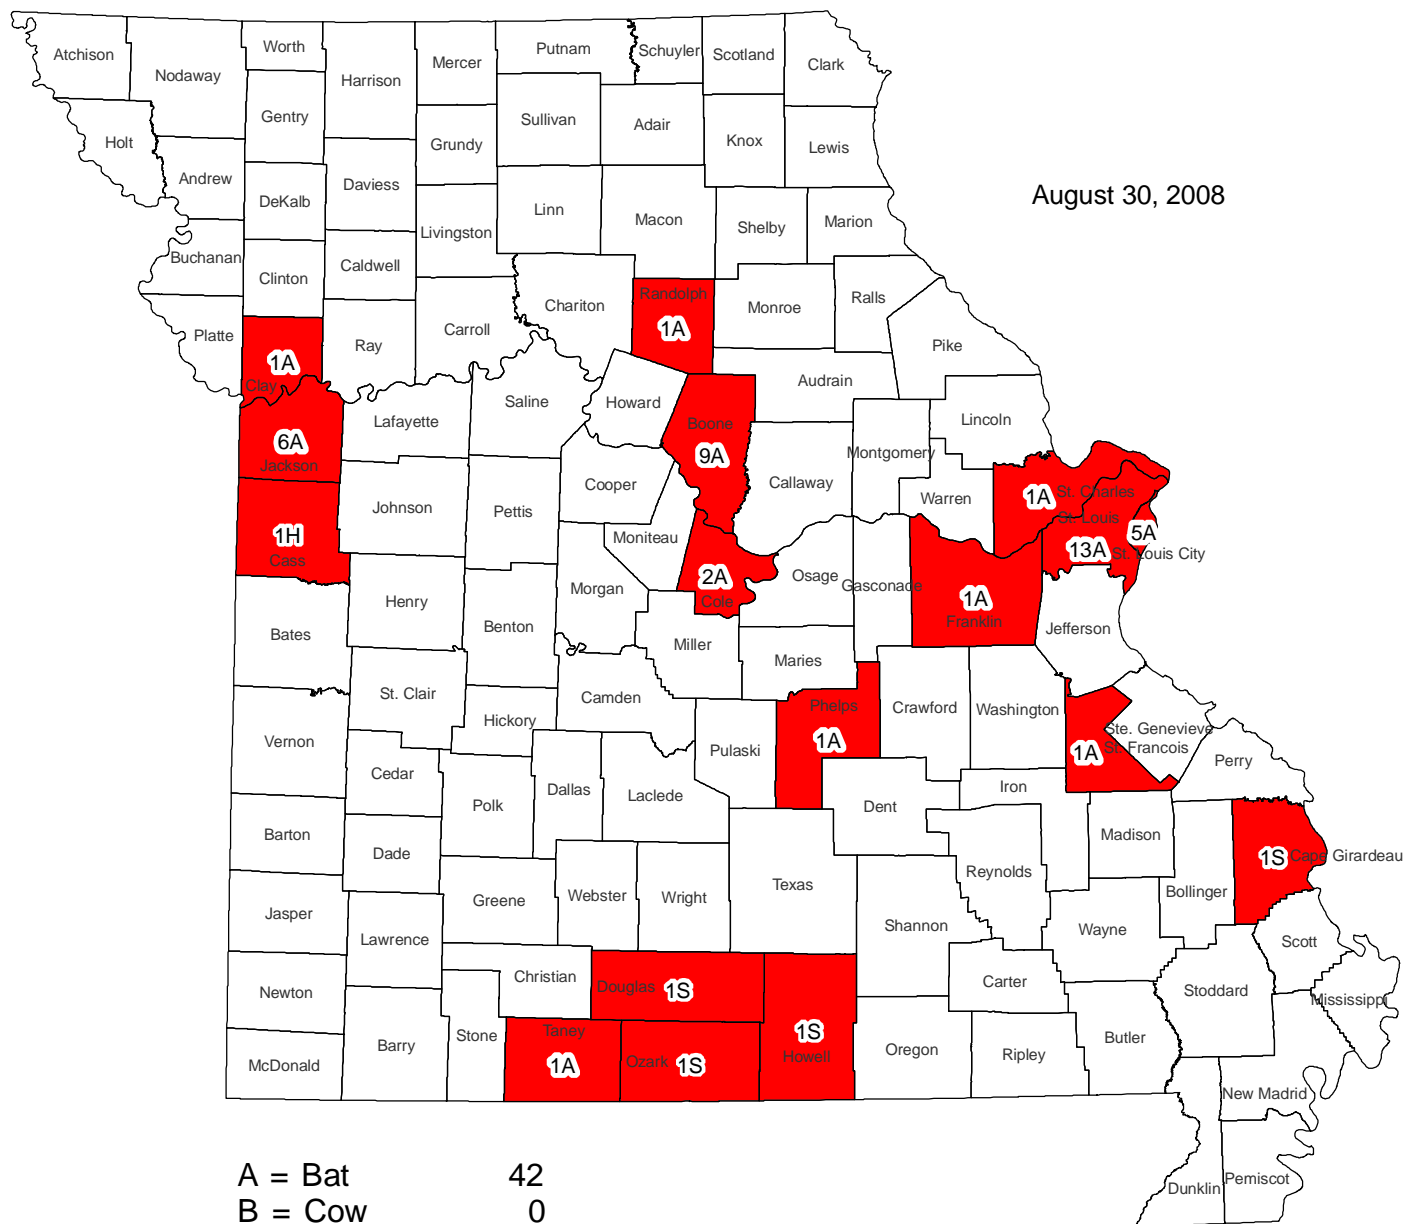 Atchison
Nodaway
Worth
Harrison
Mercer
Putnam
Schuyler
Scotland
Clark
Gentry
Sullivan
Adair
Knox
Lewis
Holt
Andrew
DeKalb
Daviess
Grundy
August 30, 2008
Linn
Macon
Shelby
Marion
Livingston
Buchanan
Clinton
Caldwell
Chariton
Randolph
1A
Monroe
Ralls
Platte
Ray
Carroll
Pike
1A
Clay
Audrain
Saline
Howard
Lafayette
Boone
9A
Lincoln
6A
Jackson
Montgomery
Callaway
Cooper
Warren
1A
St. Charles
St. Louis
5A
13A
St. Louis City
Johnson
Pettis
1H
Cass
Moniteau
2A
Cole
Osage
Gasconade
1A
Franklin
Morgan
Henry
Benton
Jefferson
Bates
Miller
Maries
St. Clair
Camden
Phelps
1A
Crawford
Washington
Hickory
Ste. Genevieve
St. Francois
1A
Vernon
Pulaski
Perry
Cedar
Polk
Dallas
Laclede
Iron
Dent
Barton
Madison
Dade
1S
Cape Girardeau
Reynolds
Texas
Bollinger
Greene
Webster
Wright
Jasper
Shannon
Wayne
Lawrence
Scott
Christian
Carter
Newton
Douglas
1S
Stoddard
Mississippi
Taney
1A
Ozark
1S
1S
Howell
Stone
Barry
Oregon
Ripley
Butler
McDonald
New Madrid
Dunklin
Pemiscot
A = Bat 42
B = Cow 0